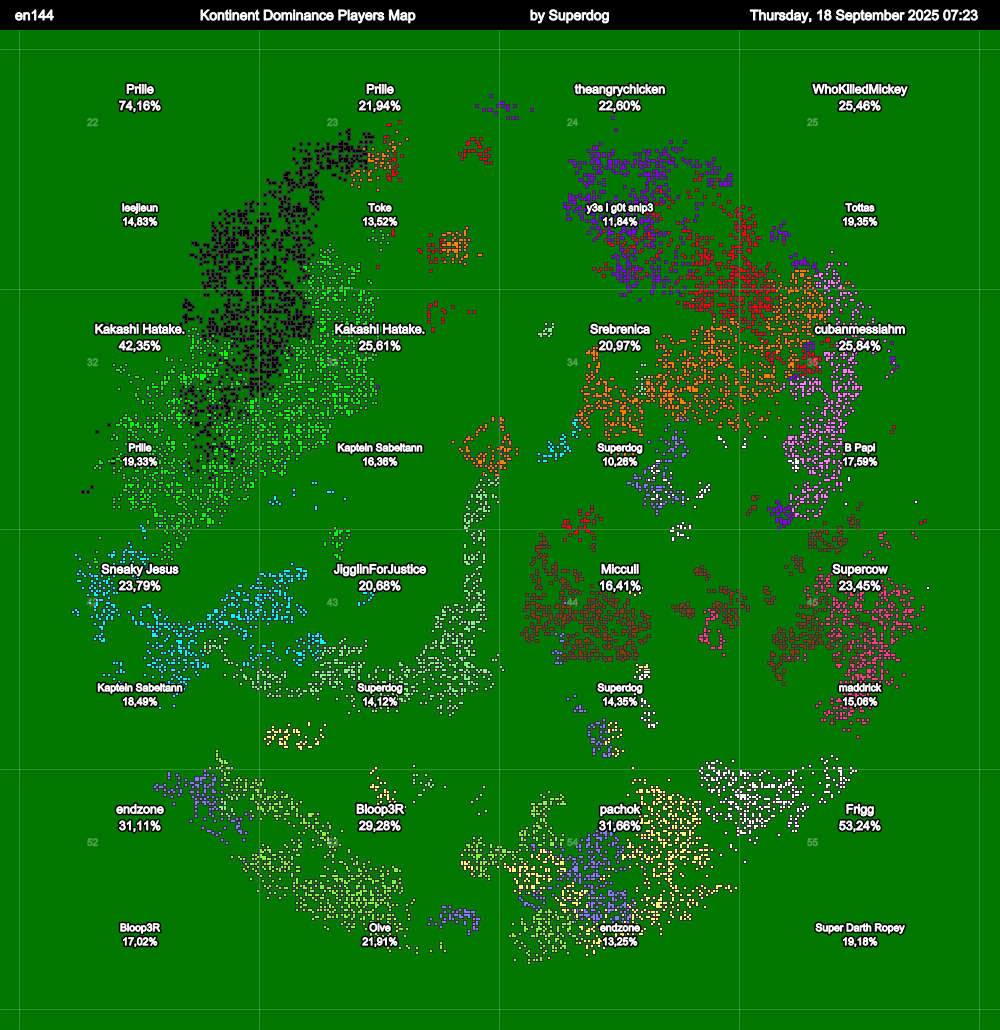 en144 Kontinent Dominance Players Map by Superdog Thursday, 18 September 2025 07:23
Prille Prille theangrychicken WhoKilledMickey
74,16% 21,94% 22,60% 25,46%
22 23 24 25
leejieun Toke y3s I g0t snip3 Tottas
14,83% 13,52% 11,84% 19,35%
Kakashi Hatake. Kakashi Hatake. Srebrenica cubanmessiahm
42,35% 25,61% 20,97% 25,64%
32 34
Prille Kaptein Sabeltann Superdog B Papi
19,33% 16,36% 10,26% 17,59%
Sneaky Jesus JigglinForJustice Miccull Supercow
23,79% 20,68% 16,41% 23,45%
43 44
Kaptein Sabeltann Superdog Superdog maddrick
18,49% 14,12% 14,35% 15,06%
endzone Bloop3R pachok Frigg
31,11% 29,28% 31,66% 53,24%
52 54 55
Bloop3R Oive endzone Super Darth Ropey
17,02% 21,91% 13,25% 19,18%